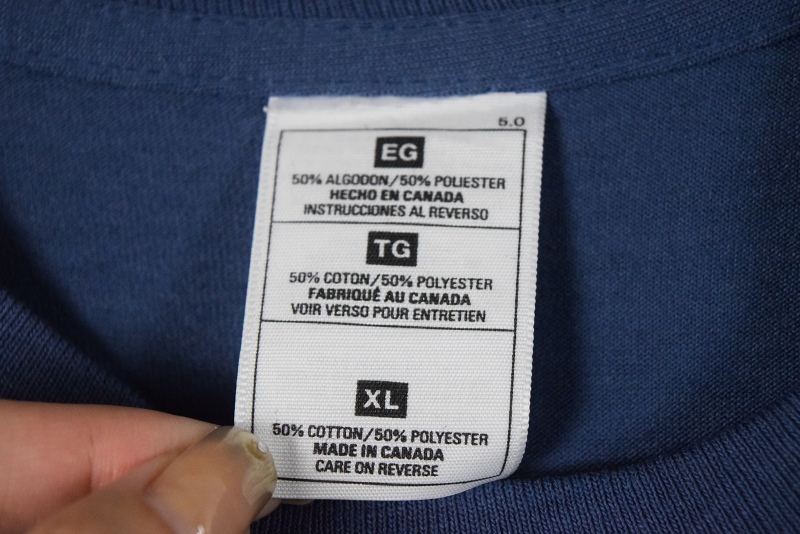 5.0
EG
50% ALGODON/50% POLIESTER
HECHO EN CANADA
INSTRUCCIONES AL REVERSO
TG
50% COTON/50% POLYESTER
FABRIQUÉ AU CANADA
VOIR VERSO POUR ENTRETIEN
XL
50% COTTON/50% POLYESTER
MADE IN CANADA
CARE ON REVERSE